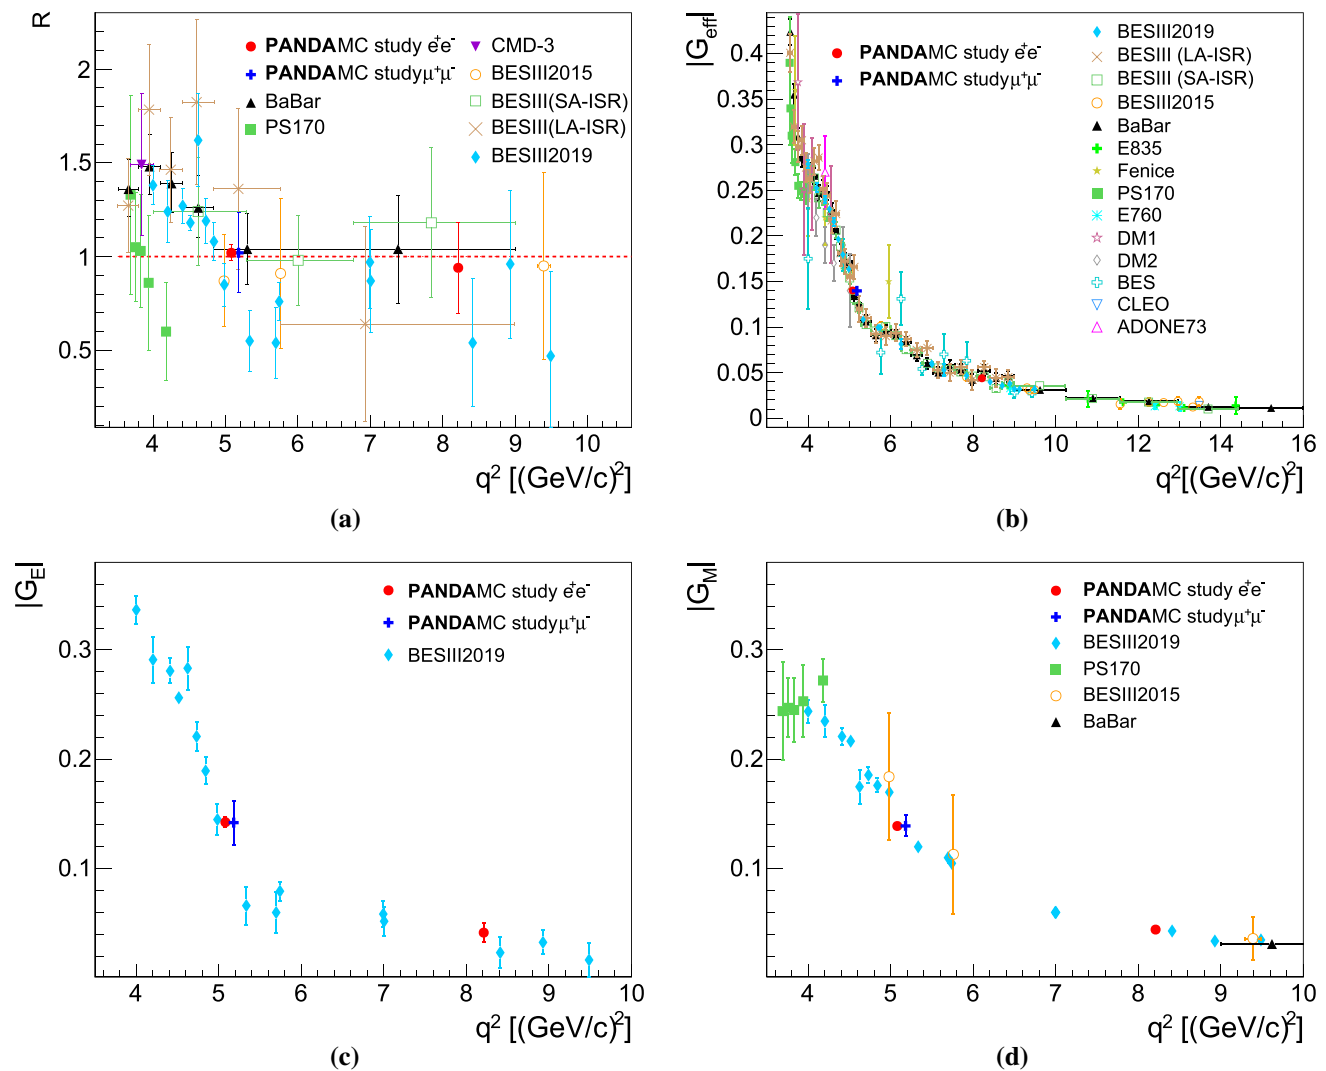 R
2
1.5
1
0.5
4
5
6
7
8
9
10
q² [(GeV/c)²]
PANDAMC study e⁺e⁻
PANDAMC studyμ⁺μ⁻
BaBar
PS170
CMD-3
BESIII2015
BESIII(SA-ISR)
BESIII(LA-ISR)
BESIII2019
(a)
|G_eff|
0.4
0.35
0.3
0.25
0.2
0.15
0.1
0.05
0
4
6
8
10
12
14
16
q²[(GeV/c)²]
PANDAMC study e⁺e⁻
PANDAMC studyμ⁺μ⁻
BESIII2019
BESIII (LA-ISR)
BESIII (SA-ISR)
BESIII2015
BaBar
E835
Fenice
PS170
E760
DM1
DM2
BES
CLEO
ADONE73
(b)
|G_E|
0.3
0.2
0.1
4
5
6
7
8
9
10
q² [(GeV/c)²]
PANDAMC study e⁺e⁻
PANDAMC studyμ⁺μ⁻
BESIII2019
(c)
|G_M|
0.3
0.2
0.1
4
5
6
7
8
9
10
q² [(GeV/c)²]
PANDAMC study e⁺e⁻
PANDAMC studyμ⁺μ⁻
BESIII2019
PS170
BESIII2015
BaBar
(d)